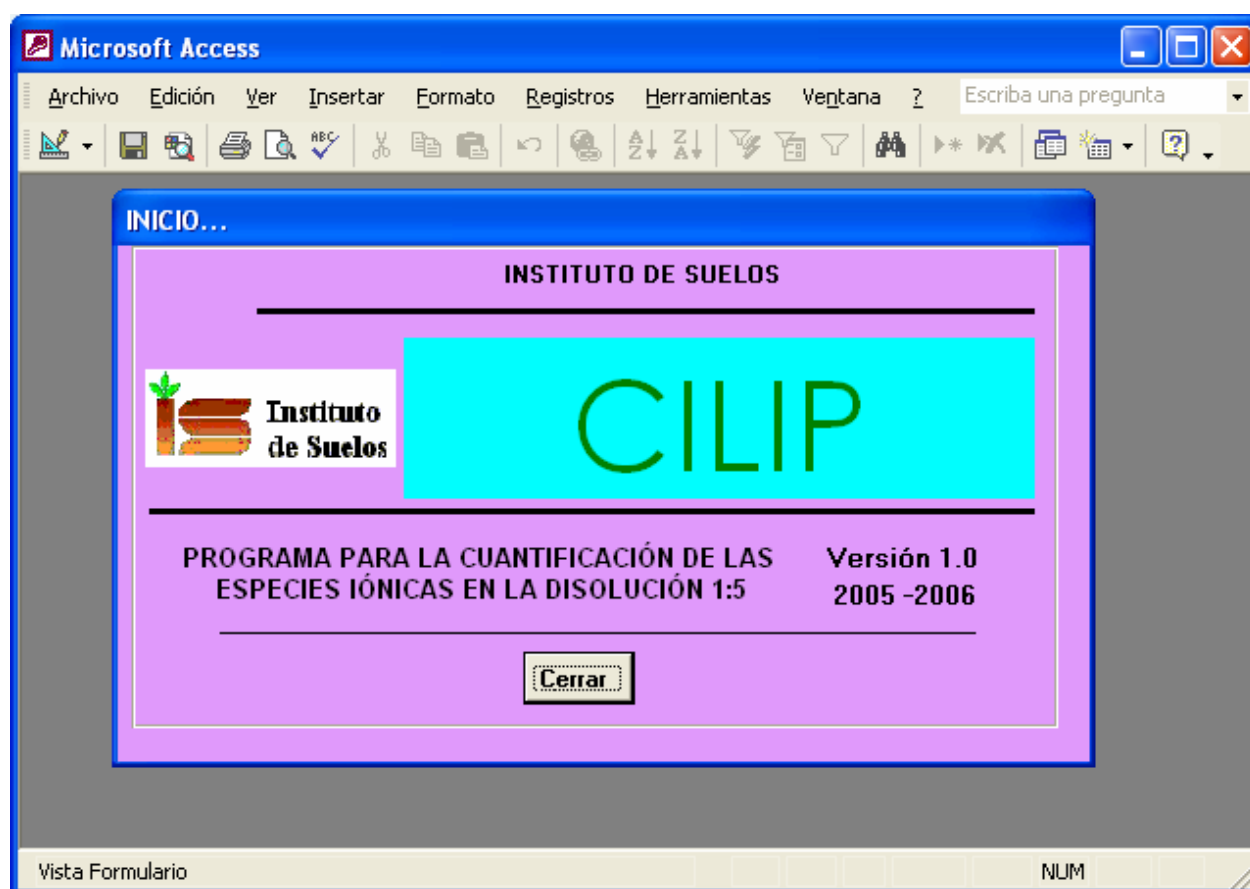 Microsoft Access
Archivo Edición Ver Insertar Formato Registros Herramientas Ventana ? Escriba una pregunta
ABC A Z Z A
INICIO...
INSTITUTO DE SUELOS
Instituto
de Suelos
CILIP
PROGRAMA PARA LA CUANTIFICACIÓN DE LAS
ESPECIES IÓNICAS EN LA DISOLUCIÓN 1:5
Versión 1.0
2005 -2006
Cerrar
Vista Formulario NUM